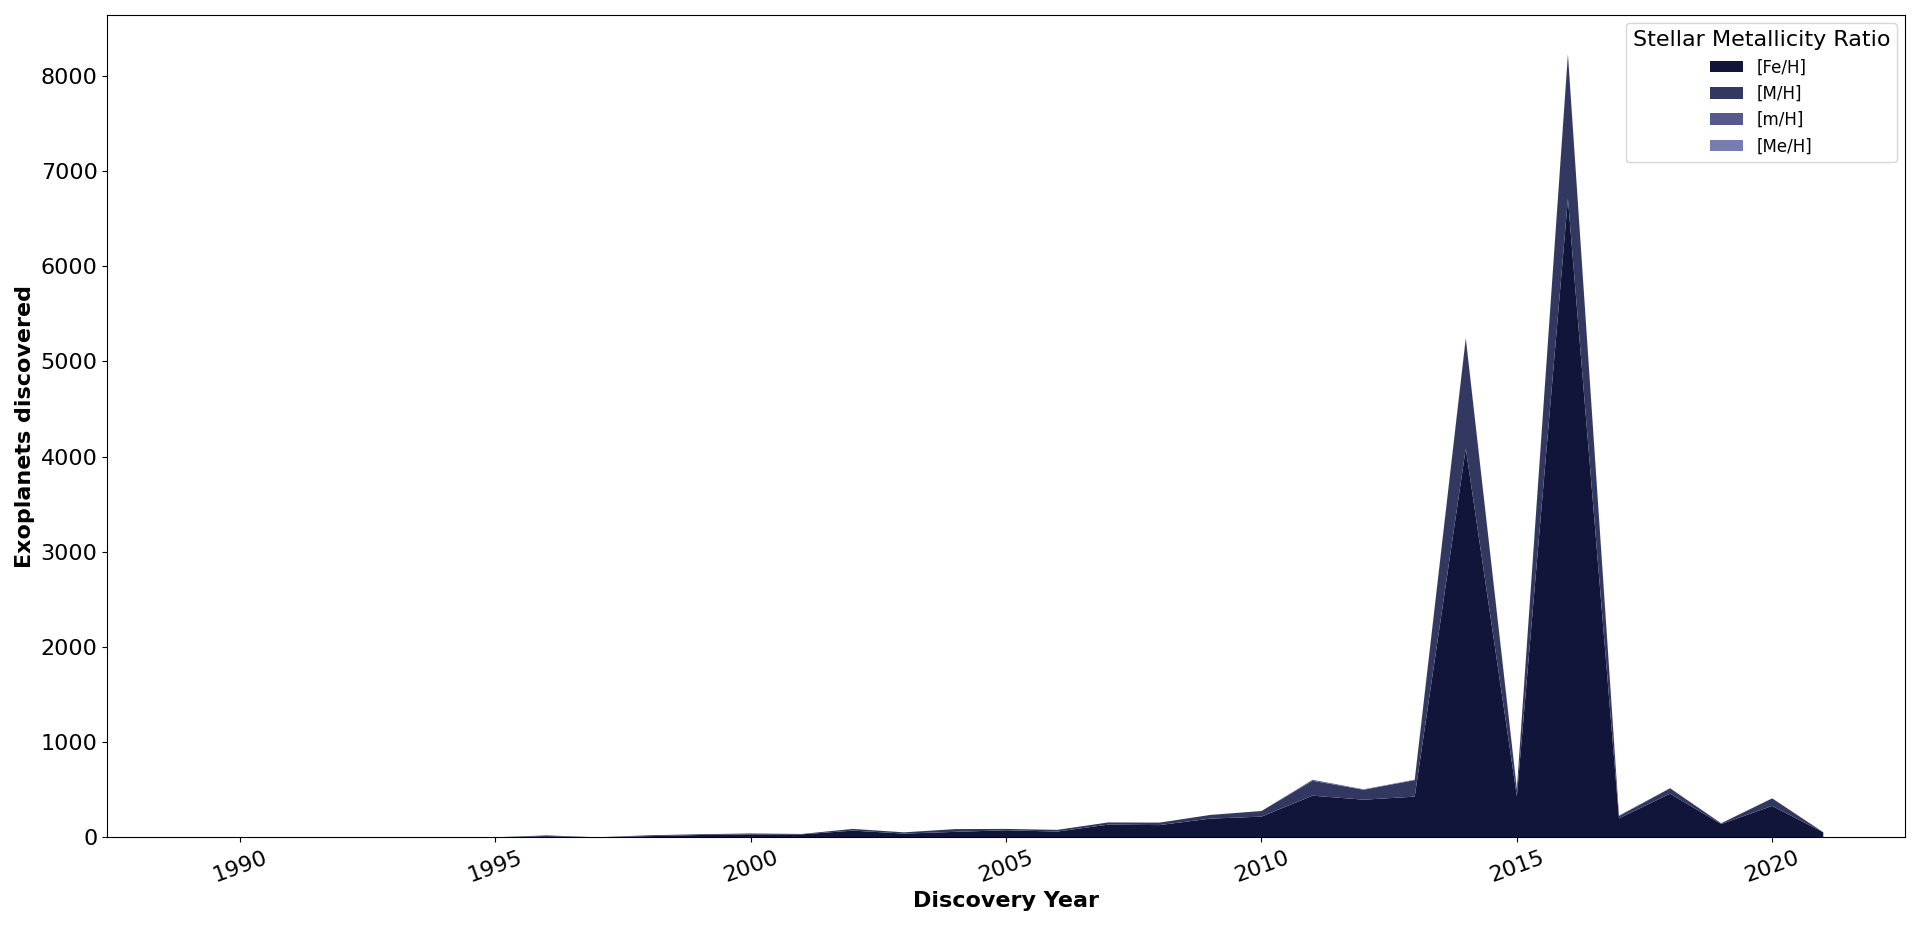 Stellar Metallicity Ratio
[Fe/H]
[M/H]
[m/H]
[Me/H]
Exoplanets discovered
8000
7000
6000
5000
4000
3000
2000
1000
0
1990
1995
2000
2005
2010
2015
2020
Discovery Year